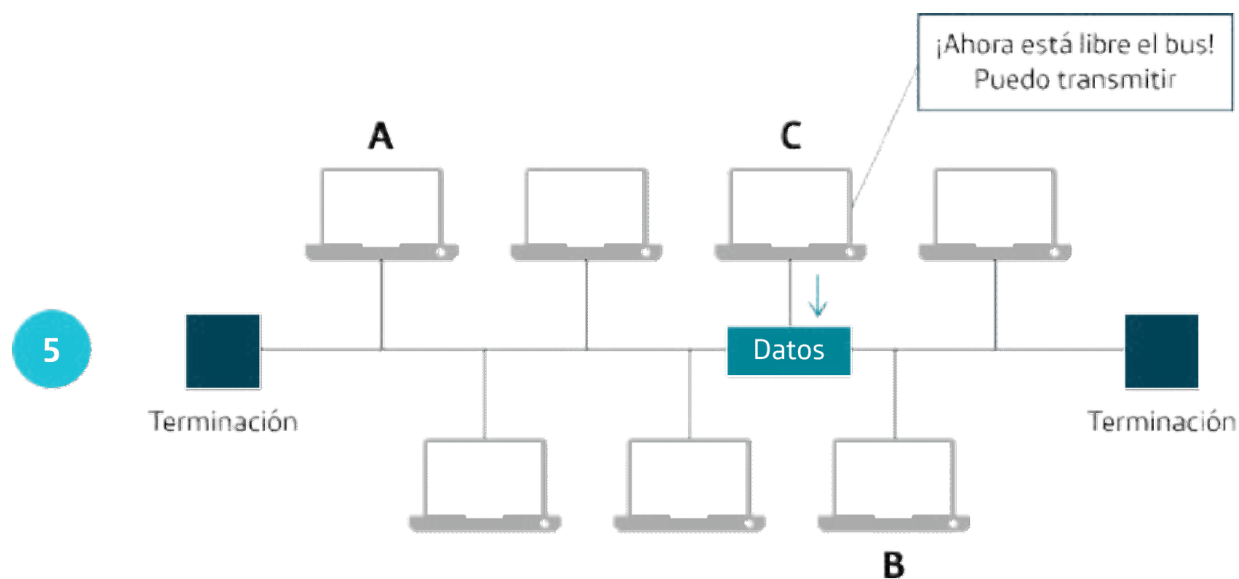 ¡Ahora está libre el bus!
Puedo transmitir
A
C
5
Datos
Terminación
Terminación
B